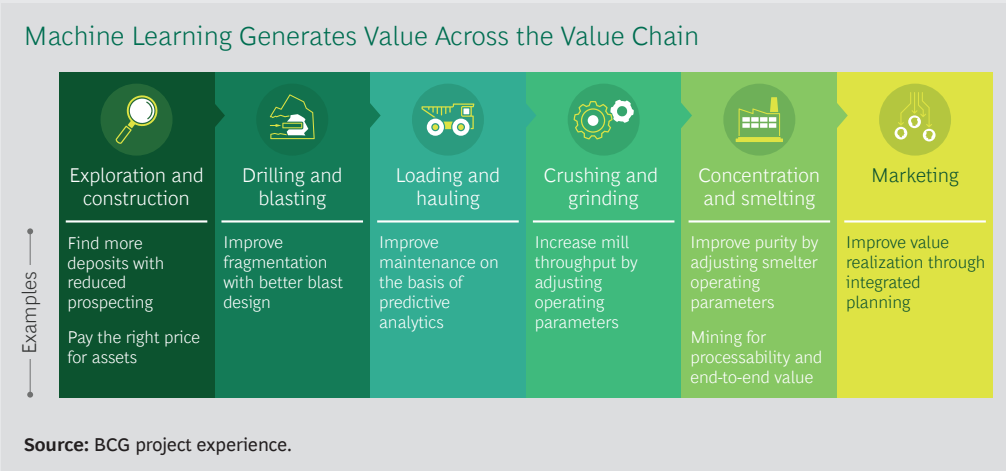 Machine Learning Generates Value Across the Value Chain
Exploration and
construction
Drilling and
blasting
Loading and
hauling
Crushing and
grinding
Concentration
and smelting
Marketing
Examples
Find more
deposits with
reduced
prospecting
Pay the right price
for assets
Improve
fragmentation
with better blast
design
Improve
maintenance on
the basis of
predictive
analytics
Increase mill
throughput by
adjusting
operating
parameters
Improve purity by
adjusting smelter
operating
parameters
Mining for
processability and
end-to-end value
Improve value
realization through
integrated
planning
Source: BCG project experience.